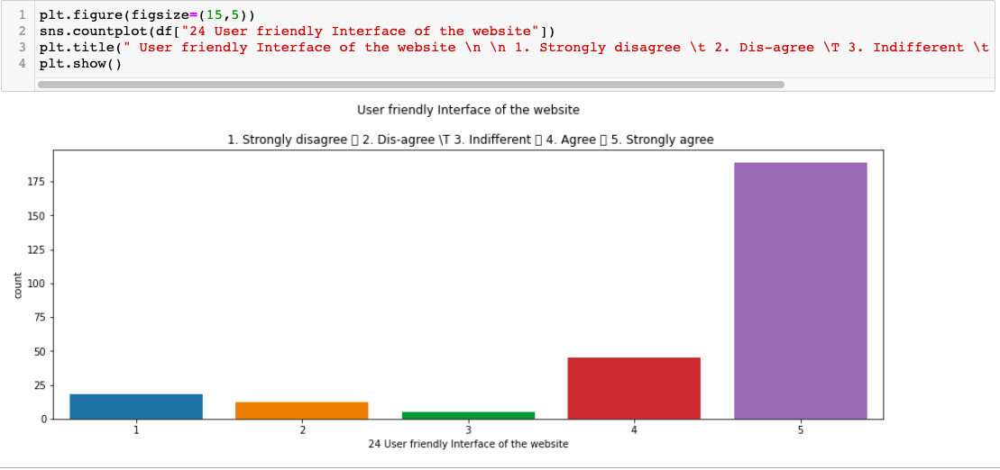 1 plt.figure(figsize=(15,5))
2 sns.countplot(df["24 User friendly Interface of the website"])
3 plt.title(" User friendly Interface of the website \n \n 1. Strongly disagree \t 2. Dis-agree \T 3. Indifferent \t
4 plt.show()
User friendly Interface of the website
1. Strongly disagree ▯ 2. Dis-agree \T 3. Indifferent ▯ 4. Agree ▯ 5. Strongly agree
175
150
125
100
75
50
25
0
count
1 2 3 4 5
24 User friendly Interface of the website